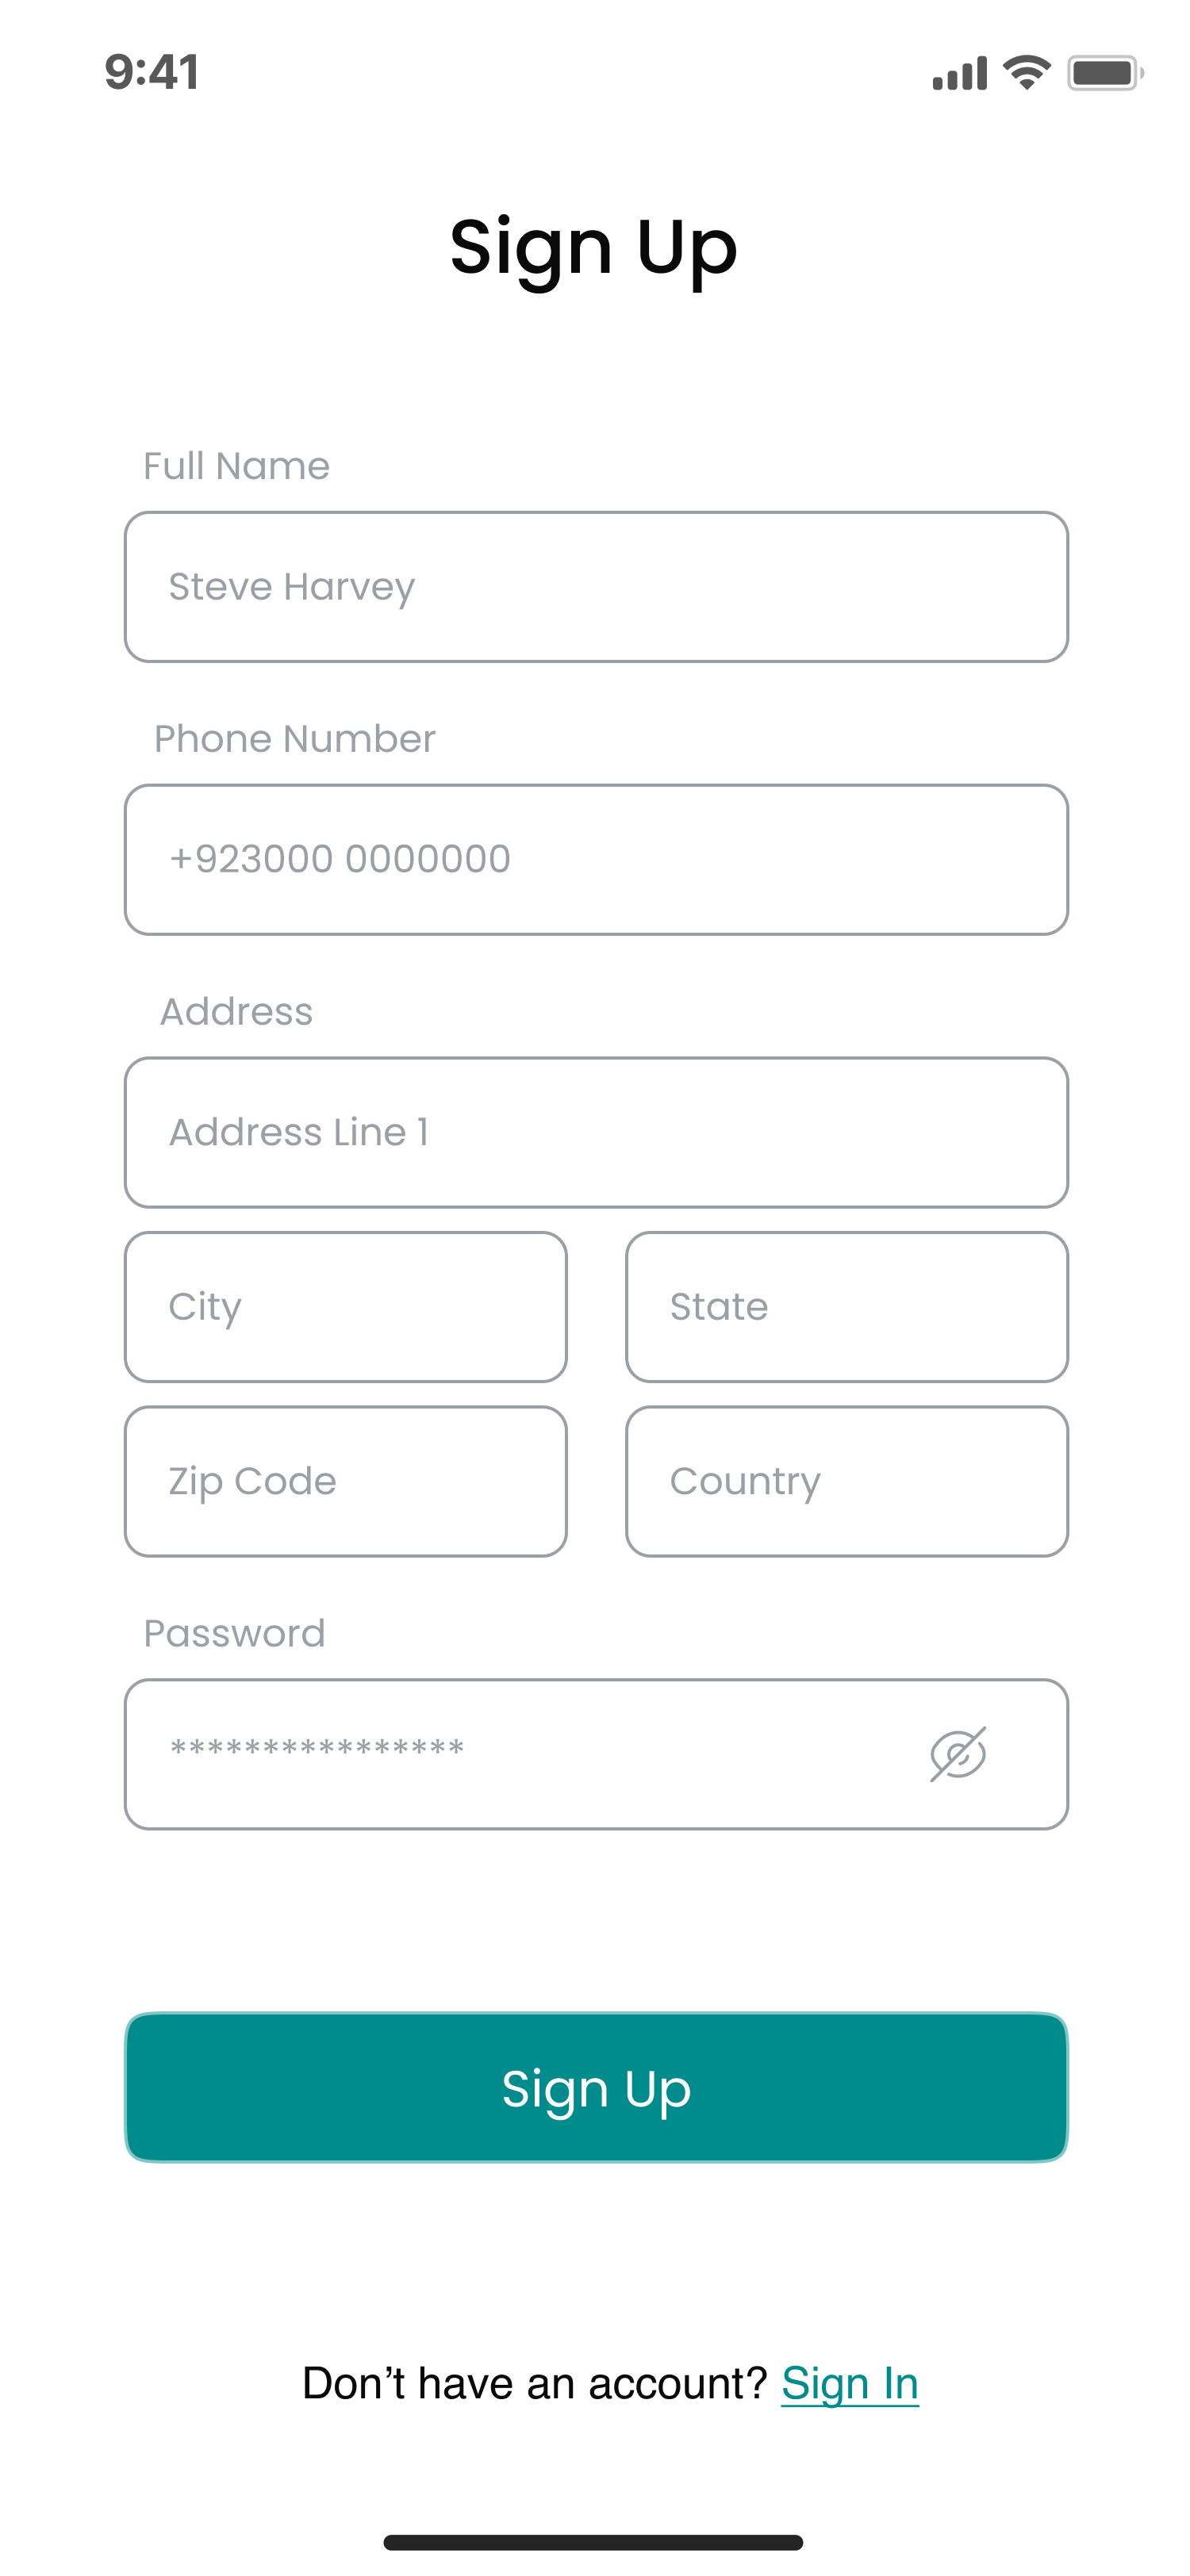 9:41
Sign Up
Full Name
Steve Harvey
Phone Number
+923000 0000000
Address
Address Line 1
City
State
Zip Code
Country
Password
****************
Sign Up
Don’t have an account? Sign In